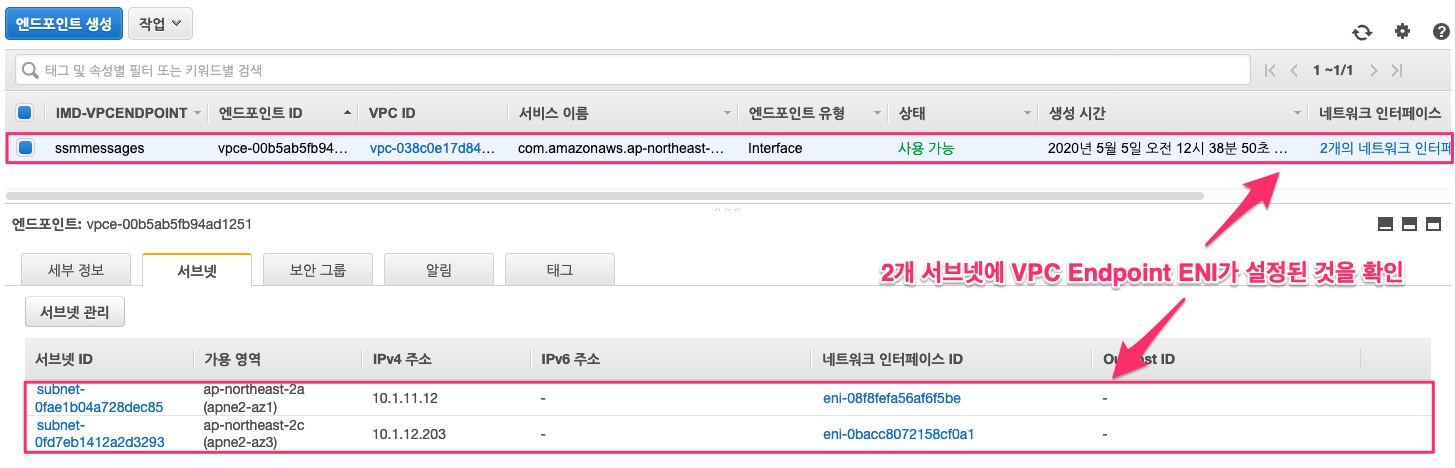 엔드포인트 생성 작업
태그 및 속성별 필터 또는 키워드별 검색 1 ~1/1
IMD-VPCENDPOINT 엔드포인트 ID VPC ID 서비스 이름 엔드포인트 유형 상태 생성 시간 네트워크 인터페이스
ssmmessages vpce-00b5ab5fb94... vpc-038c0e17d84... com.amazonaws.ap-northeast-... Interface 사용 가능 2020년 5월 5일 오전 12시 38분 50초 ... 2개의 네트워크 인터페
엔드포인트: vpce-00b5ab5fb94ad1251
세부 정보 서브넷 보안 그룹 알림 태그
2개 서브넷에 VPC Endpoint ENI가 설정된 것을 확인
서브넷 관리
서브넷 ID 가용 영역 IPv4 주소 IPv6 주소 네트워크 인터페이스 ID Ou st ID
subnet- ap-northeast-2a
0fae1b04a728dec85 (apne2-az1) 10.1.11.12 - eni-08f8fefa56af6f5be -
subnet- ap-northeast-2c
0fd7eb1412a2d3293 (apne2-az3) 10.1.12.203 - eni-0bacc8072158cf0a1 -